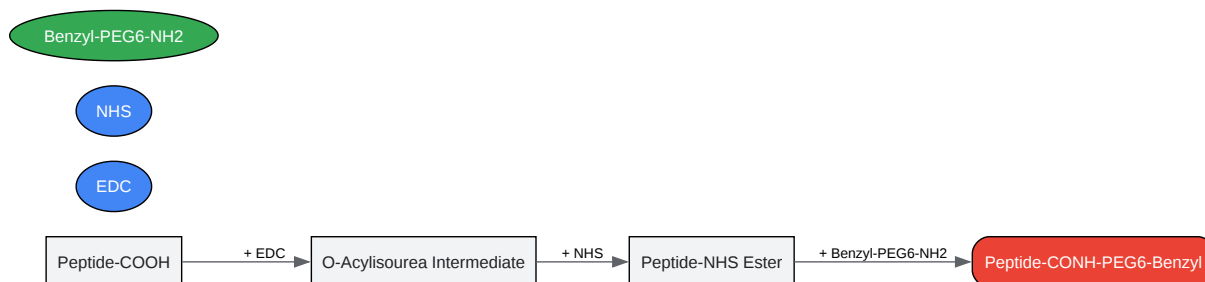 Benzyl-PEG6-NH2
NHS
EDC
Peptide-COOH
+ EDC
O-Acylisourea Intermediate
+ NHS
Peptide-NHS Ester
+ Benzyl-PEG6-NH2
Peptide-CONH-PEG6-Benzyl